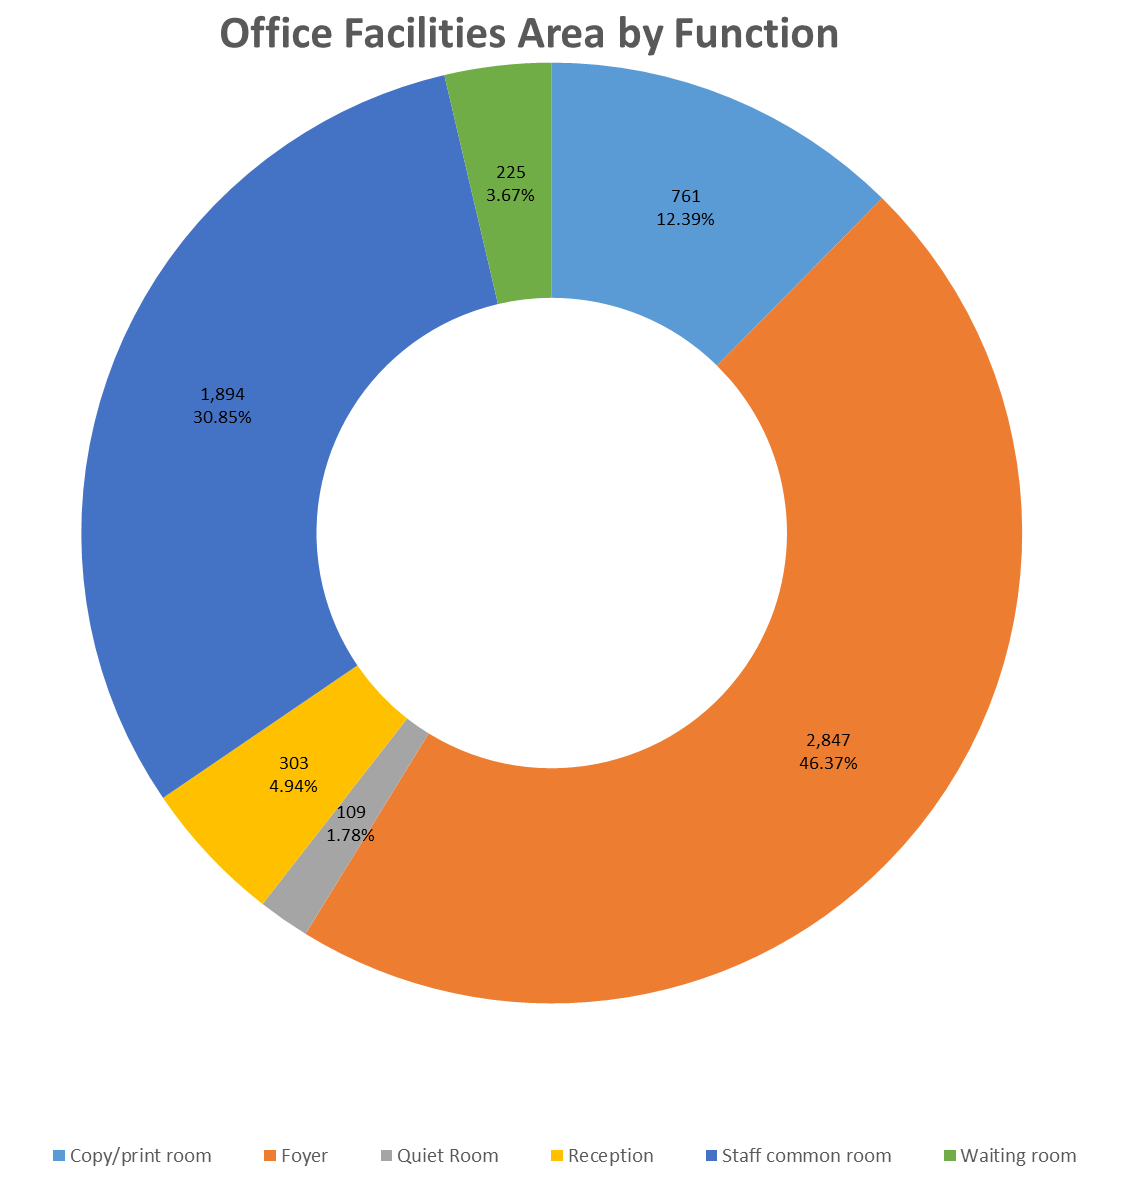 Office Facilities Area by Function
225
3.67%
761
12.39%
1,894
30.85%
2,847
46.37%
303
4.94%
109
1.78%
Copy/print room
Foyer
Quiet Room
Reception
Staff common room
Waiting room